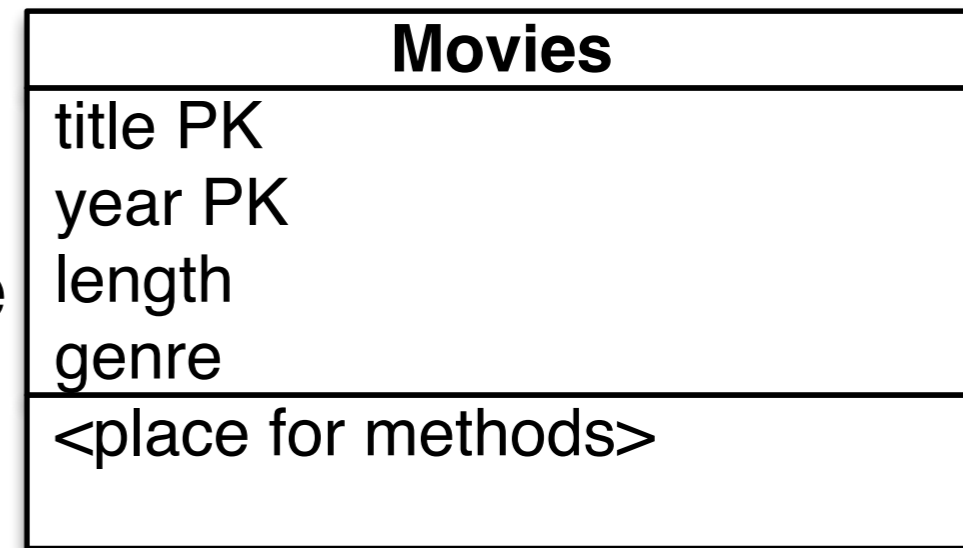 Movies
title PK
year PK
length
genre
<place for methods>